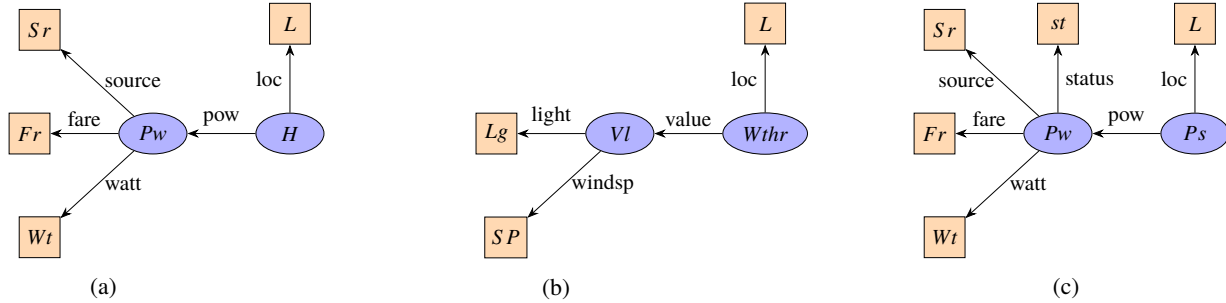 Sr
L
source
loc
fare
pow
Fr
Pw
H
watt
Wt
(a)
L
loc
light
value
Lg
Vl
Wthr
windsp
SP
(b)
Sr
st
L
source
status
loc
fare
pow
Fr
Pw
Ps
watt
Wt
(c)